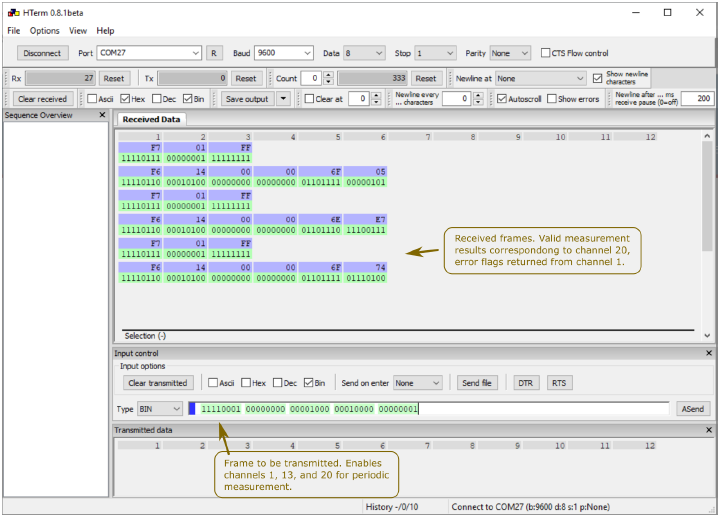 HTerm 0.8.1beta
File Options View Help
Disconnect Port COM27 R Baud 9600 Data 8 Stop 1 Parity None CTS Flow control
Rx 27 Reset Tx 0 Reset Count 0 333 Reset Newline at None Show newline characters
Clear received Ascii Hex Dec Bin Save output Clear at 0 Newline every ... characters 0 Autoscroll Show errors Newline after ... ms receive pause (0=off) 200
Sequence Overview
Received Data
1 2 3 4 5 6 7 8 9 10 11 12
F7 01 FF
11110111 00000001 11111111
F6 14 00 00 6F 05
11110110 00010100 00000000 00000000 01101111 00000101
F7 01 FF
11110111 00000001 11111111
F6 14 00 00 6E E7
11110110 00010100 00000000 00000000 01101110 11100111
F7 01 FF
11110111 00000001 11111111
F6 14 00 00 6F 74
11110110 00010100 00000000 00000000 01101111 01110100
Received frames. Valid measurement
results correspondong to channel 20,
error flags returned from channel 1.
Selection (-)
Input control
Input options
Clear transmitted Ascii Hex Dec Bin Send on enter None Send file DTR RTS
Type BIN 11110001 00000000 00001000 00010000 00000001 ASend
Transmitted data
1 2 3 4 5 6 7 8 9 10 11 12
Frame to be transmitted. Enables
channels 1, 13, and 20 for periodic
measurement.
History -/0/10 Connect to COM27 (b:9600 d:8 s:1 p:None)